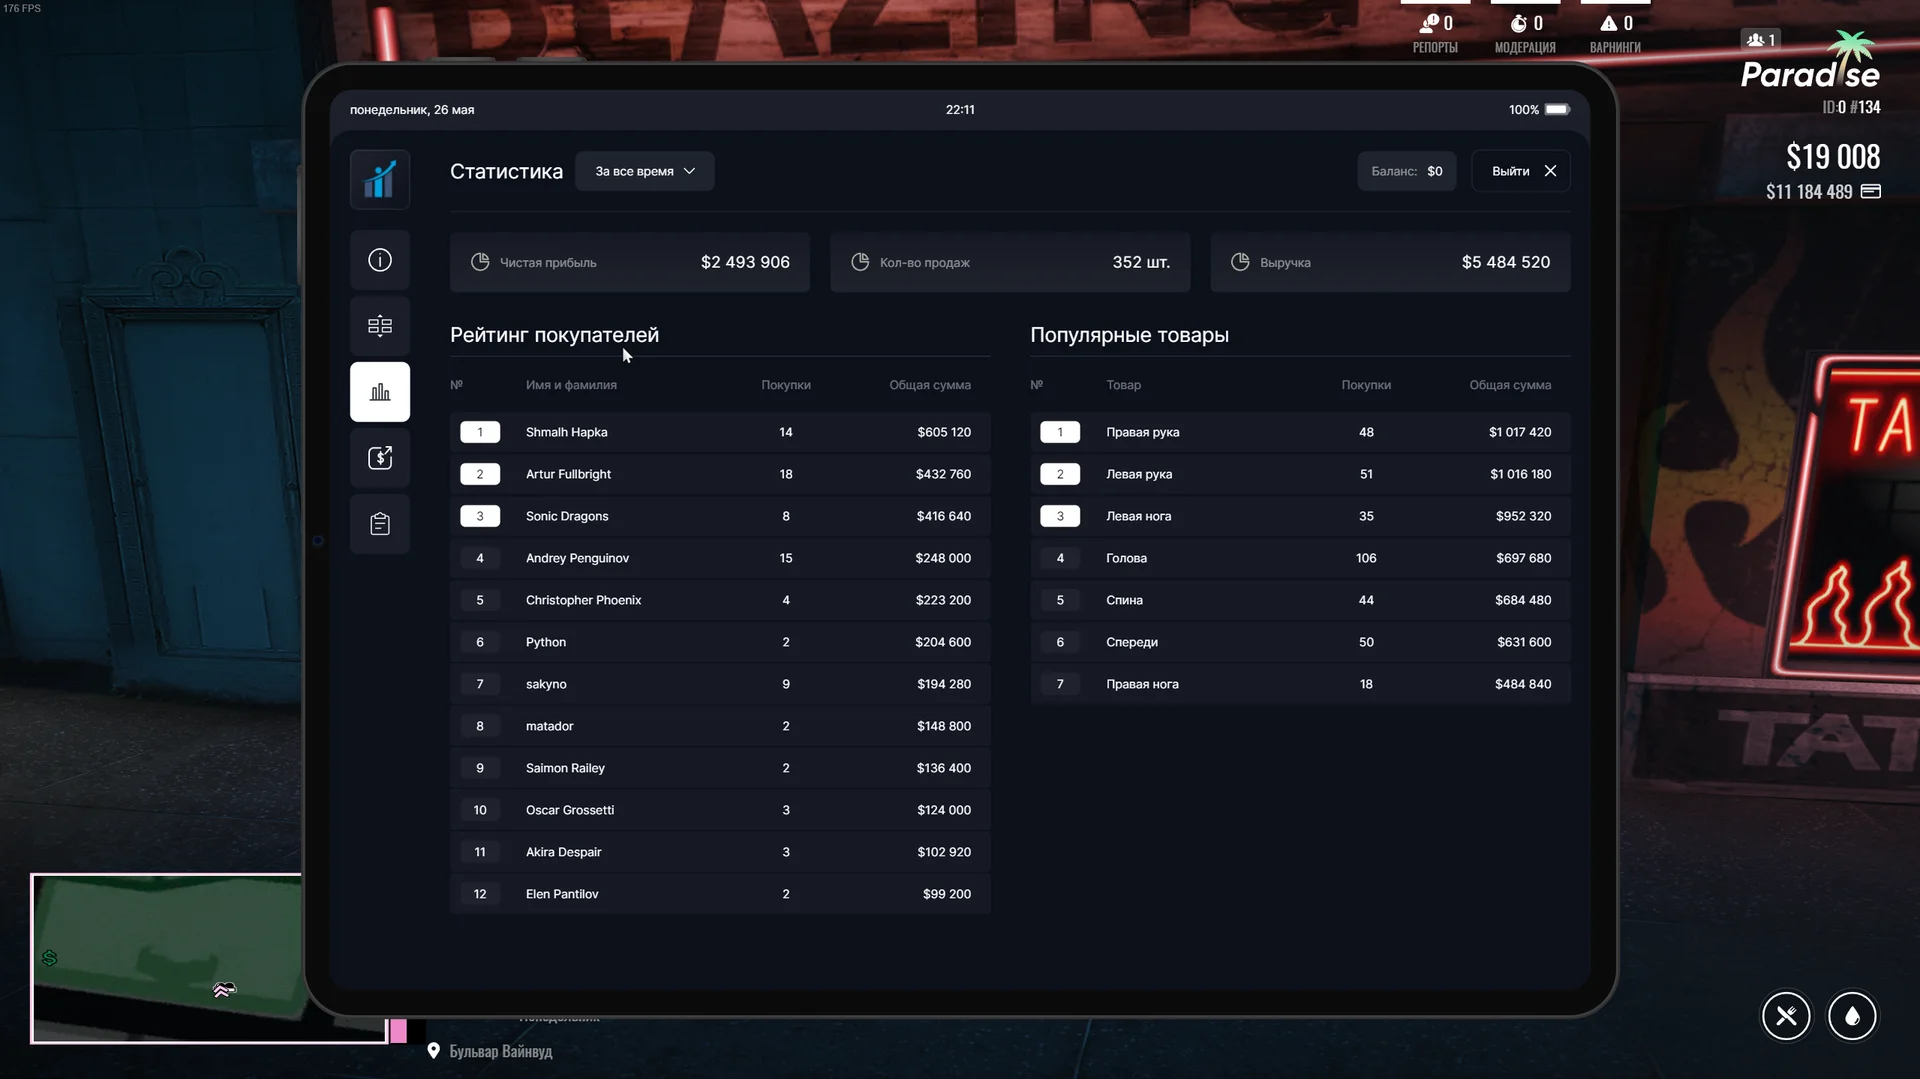 176 FPS
BLAZING
0 0 0
РЕПОРТЫ МОДЕРАЦИЯ ВАРНИНГИ
1
Paradise
ID:0 #134
$19 008
$11 184 489
понедельник, 26 мая 22:11 100%
Статистика За все время Баланс: $0 Выйти
Чистая прибыль $2 493 906 Кол-во продаж 352 шт. Выручка $5 484 520
Рейтинг покупателей
№ Имя и фамилия Покупки Общая сумма
1 Shmalh Hapka 14 $605 120
2 Artur Fullbright 18 $432 760
3 Sonic Dragons 8 $416 640
4 Andrey Penguinov 15 $248 000
5 Christopher Phoenix 4 $223 200
6 Python 2 $204 600
7 sakyno 9 $194 280
8 matador 2 $148 800
9 Saimon Railey 2 $136 400
10 Oscar Grossetti 3 $124 000
11 Akira Despair 3 $102 920
12 Elen Pantilov 2 $99 200
Популярные товары
№ Товар Покупки Общая сумма
1 Правая рука 48 $1 017 420
2 Левая рука 51 $1 016 180
3 Левая нога 35 $952 320
4 Голова 106 $697 680
5 Спина 44 $684 480
6 Спереди 50 $631 600
7 Правая нога 18 $484 840
TA
TAT
Бульвар Вайнвуд